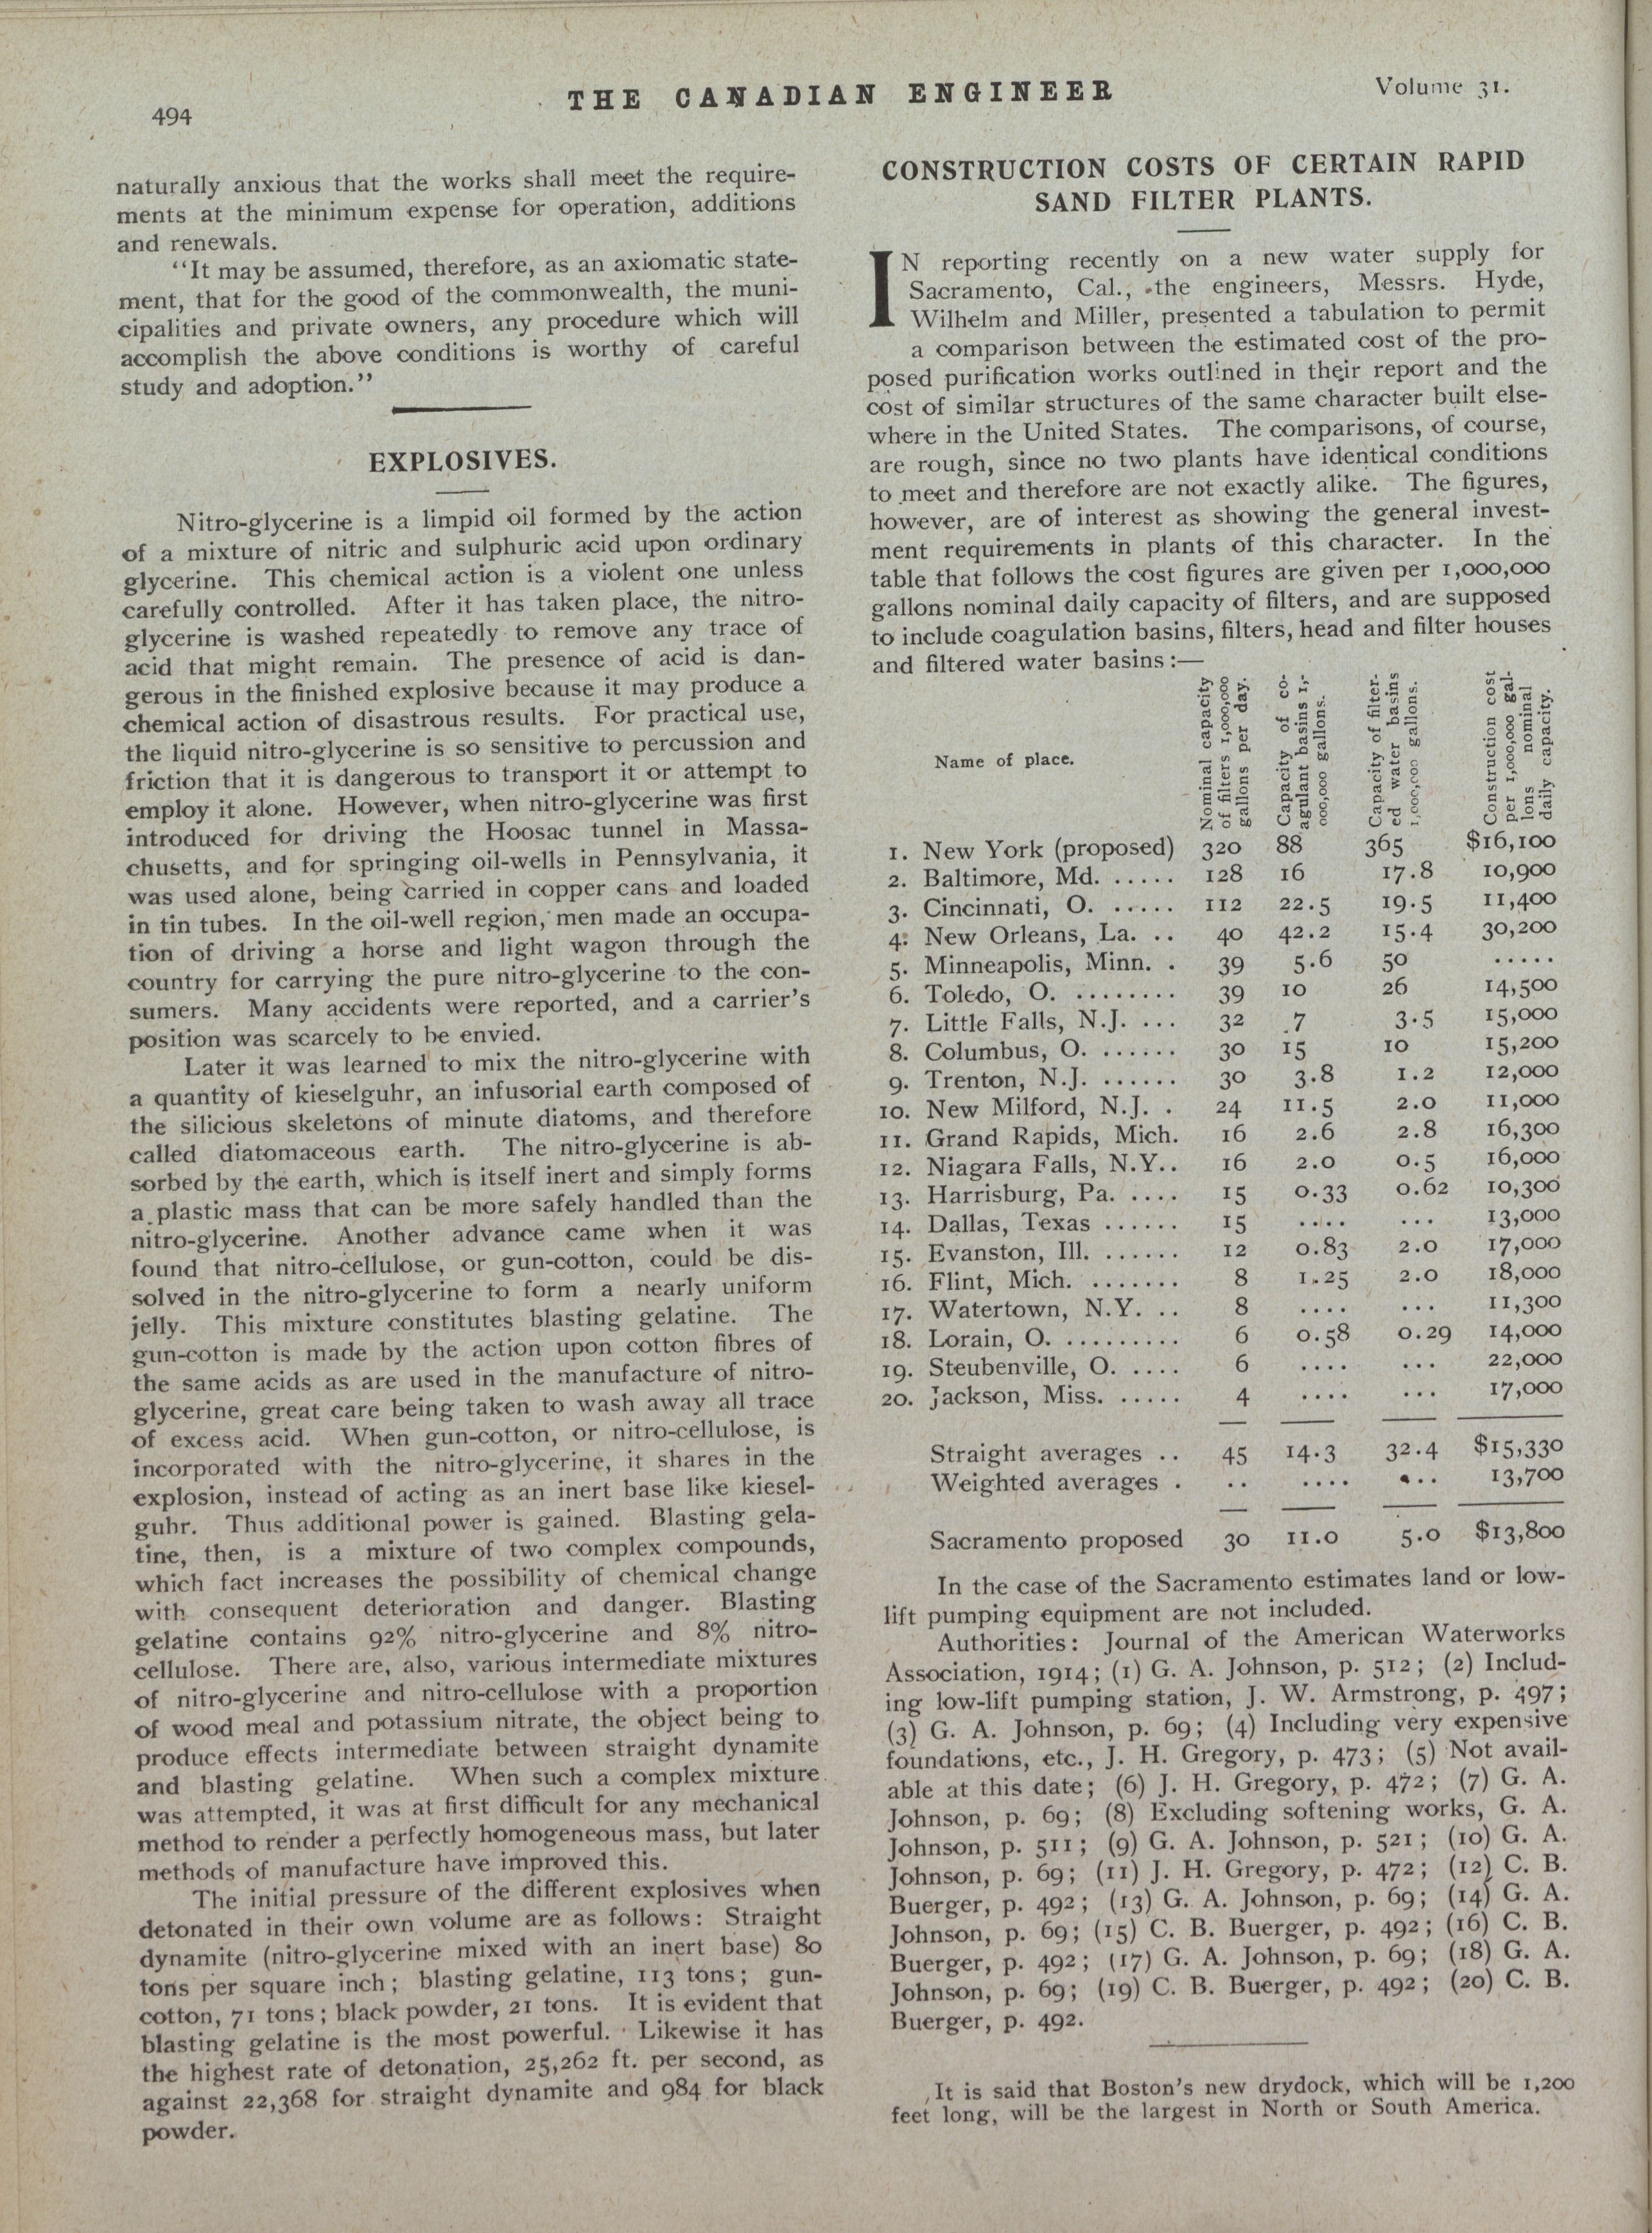 494
THE CANADIAN ENGINEER
Volume 31.
naturally anxious that the works shall meet the require-
ments at the minimum expense for operation, additions
and renewals.
"It may be assumed, therefore, as an axiomatic state-
ment, that for the good of the commonwealth, the muni-
cipalities and private owners, any procedure which will
accomplish the above conditions is worthy of careful
study and adoption."
EXPLOSIVES.
Nitro-glycerine is a limpid oil formed by the action
of a mixture of nitric and sulphuric acid upon ordinary
glycerine. This chemical action is a violent one unless
carefully controlled. After it has taken place, the nitro-
glycerine is washed repeatedly to remove any trace of
acid that might remain. The presence of acid is dan-
gerous in the finished explosive because it may produce a
chemical action of disastrous results. For practical use,
the liquid nitro-glycerine is so sensitive to percussion and
friction that it is dangerous to transport it or attempt to
employ it alone. However, when nitro-glycerine was first
introduced for driving the Hoosac tunnel in Massa-
chusetts, and for springing oil-wells in Pennsylvania, it
was used alone, being carried in copper cans and loaded
in tin tubes. In the oil-well region, men made an occupa-
tion of driving a horse and light wagon through the
country for carrying the pure nitro-glycerine to the con-
sumers. Many accidents were reported, and a carrier's
position was scarcely to be envied.
Later it was learned to mix the nitro-glycerine with
a quantity of kieselguhr, an infusorial earth composed of
the silicious skeletons of minute diatoms, and therefore
called diatomaceous earth. The nitro-glycerine is ab-
sorbed by the earth, which is itself inert and simply forms
a plastic mass that can be more safely handled than the
nitro-glycerine. Another advance came when it was
found that nitro-cellulose, or gun-cotton, could be dis-
solved in the nitro-glycerine to form a nearly uniform
jelly. This mixture constitutes blasting gelatine. The
gun-cotton is made by the action upon cotton fibres of
the same acids as are used in the manufacture of nitro-
glycerine, great care being taken to wash away all trace
of excess acid. When gun-cotton, or nitro-cellulose, is
incorporated with the nitro-glycerine, it shares in the
explosion, instead of acting as an inert base like kiesel-
guhr. Thus additional power is gained. Blasting gela-
tine, then, is a mixture of two complex compounds,
which fact increases the possibility of chemical change
with consequent deterioration and danger. Blasting
gelatine contains 92% nitro-glycerine and 8% nitro-
cellulose. There are, also, various intermediate mixtures
of nitro-glycerine and nitro-cellulose with a proportion
of wood meal and potassium nitrate, the object being to
produce effects intermediate between straight dynamite
and blasting gelatine. When such a complex mixture
was attempted, it was at first difficult for any mechanical
method to render a perfectly homogeneous mass, but later
methods of manufacture have improved this.
The initial pressure of the different explosives when
detonated in their own volume are as follows: Straight
dynamite (nitro-glycerine mixed with an inert base) 80
tons per square inch; blasting gelatine, 113 tons; gun-
cotton, 71 tons; black powder, 21 tons. It is evident that
blasting gelatine is the most powerful. Likewise it has
the highest rate of detonation, 25,262 ft. per second, as
against 22,368 for straight dynamite and 984 for black
powder.
CONSTRUCTION COSTS OF CERTAIN RAPID
SAND FILTER PLANTS.
IN reporting recently on a new water supply for
Sacramento, Cal., the engineers, Messrs. Hyde,
Wilhelm and Miller, presented a tabulation to permit
a comparison between the estimated cost of the pro-
posed purification works outlined in their report and the
cost of similar structures of the same character built else-
where in the United States. The comparisons, of course,
are rough, since no two plants have identical conditions
to meet and therefore are not exactly alike. The figures,
however, are of interest as showing the general invest-
ment requirements in plants of this character. In the
table that follows the cost figures are given per 1,000,000
gallons nominal daily capacity of filters, and are supposed
to include coagulation basins, filters, head and filter houses
and filtered water basins:—
Name of place.
Nominal capacity
of filters 1,000,000
gallons per day.
Capacity of co-
agulant basins 1,-
000,000 gallons.
Capacity of filter-
ed water basins
1,000,000 gallons.
Construction cost
per 1,000,000 gal-
lons nominal
daily capacity.
1. New York (proposed) 320 88 365 $16,100
2. Baltimore, Md. ..... 128 16 17.8 10,900
3. Cincinnati, O. ..... 112 22.5 19.5 11,400
4. New Orleans, La. .. 40 42.2 15.4 30,200
5. Minneapolis, Minn. . 39 5.6 50 .....
6. Toledo, O. ........ 39 10 26 14,500
7. Little Falls, N.J. ... 32 .7 3.5 15,000
8. Columbus, O. ...... 30 15 10 15,200
9. Trenton, N.J. ...... 30 3.8 1.2 12,000
10. New Milford, N.J. . 24 11.5 2.0 11,000
11. Grand Rapids, Mich. 16 2.6 2.8 16,300
12. Niagara Falls, N.Y.. 16 2.0 0.5 16,000
13. Harrisburg, Pa. .... 15 0.33 0.62 10,300
14. Dallas, Texas ...... 15 .... ... 13,000
15. Evanston, Ill. ...... 12 0.83 2.0 17,000
16. Flint, Mich. ....... 8 1.25 2.0 18,000
17. Watertown, N.Y. .. 8 .... ... 11,300
18. Lorain, O. ......... 6 0.58 0.29 14,000
19. Steubenville, O. .... 6 .... ... 22,000
20. Jackson, Miss. ..... 4 .... ... 17,000
Straight averages .. 45 14.3 32.4 $15,330
Weighted averages . .. .... ... 13,700
Sacramento proposed 30 11.0 5.0 $13,800
In the case of the Sacramento estimates land or low-
lift pumping equipment are not included.
Authorities: Journal of the American Waterworks
Association, 1914; (1) G. A. Johnson, p. 512; (2) Includ-
ing low-lift pumping station, J. W. Armstrong, p. 497;
(3) G. A. Johnson, p. 69; (4) Including very expensive
foundations, etc., J. H. Gregory, p. 473; (5) Not avail-
able at this date; (6) J. H. Gregory, p. 472; (7) G. A.
Johnson, p. 69; (8) Excluding softening works, G. A.
Johnson, p. 511; (9) G. A. Johnson, p. 521; (10) G. A.
Johnson, p. 69; (11) J. H. Gregory, p. 472; (12) C. B.
Buerger, p. 492; (13) G. A. Johnson, p. 69; (14) G. A.
Johnson, p. 69; (15) C. B. Buerger, p. 492; (16) C. B.
Buerger, p. 492; (17) G. A. Johnson, p. 69; (18) G. A.
Johnson, p. 69; (19) C. B. Buerger, p. 492; (20) C. B.
Buerger, p. 492.
It is said that Boston's new drydock, which will be 1,200
feet long, will be the largest in North or South America.